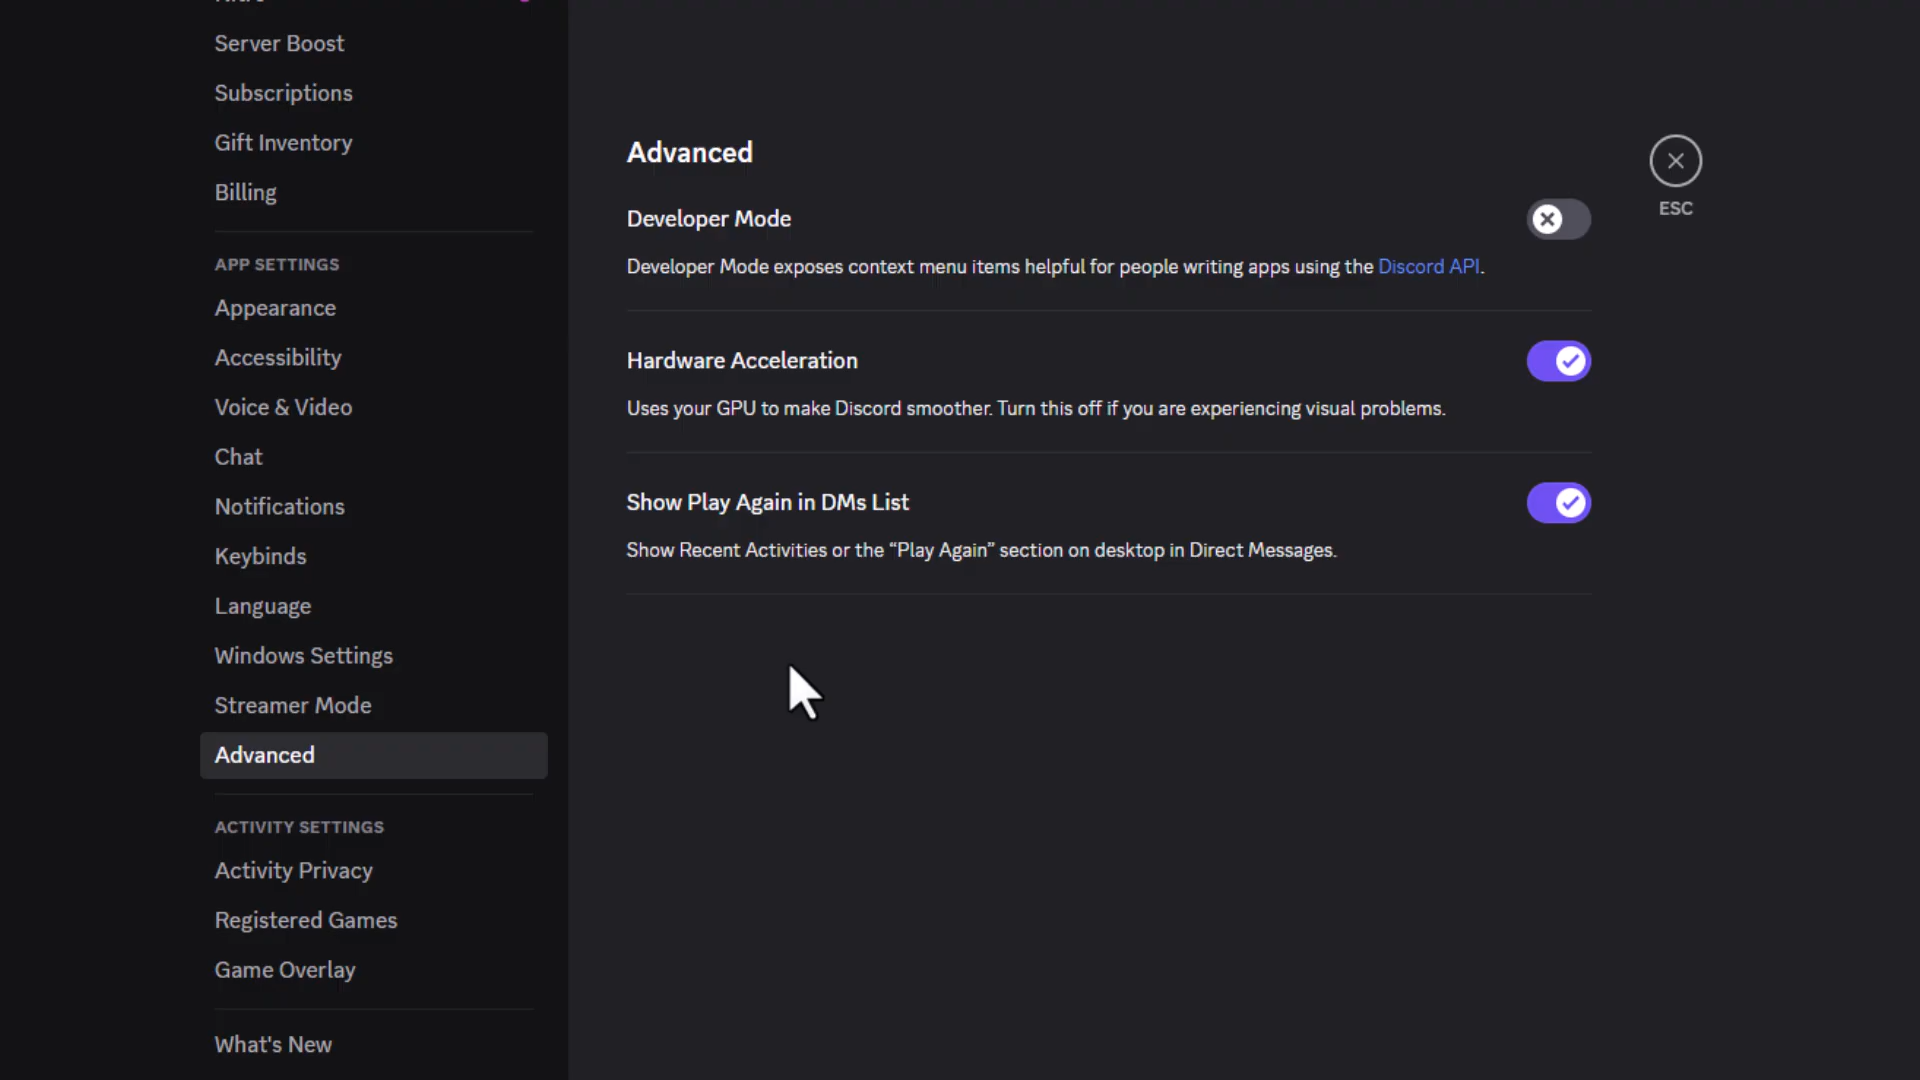 Server Boost
Subscriptions
Gift Inventory
Billing
APP SETTINGS
Appearance
Accessibility
Voice & Video
Chat
Notifications
Keybinds
Language
Windows Settings
Streamer Mode
Advanced
ACTIVITY SETTINGS
Activity Privacy
Registered Games
Game Overlay
What's New
Advanced
Developer Mode
Developer Mode exposes context menu items helpful for people writing apps using the Discord API.
Hardware Acceleration
Uses your GPU to make Discord smoother. Turn this off if you are experiencing visual problems.
Show Play Again in DMs List
Show Recent Activities or the “Play Again” section on desktop in Direct Messages.
ESC